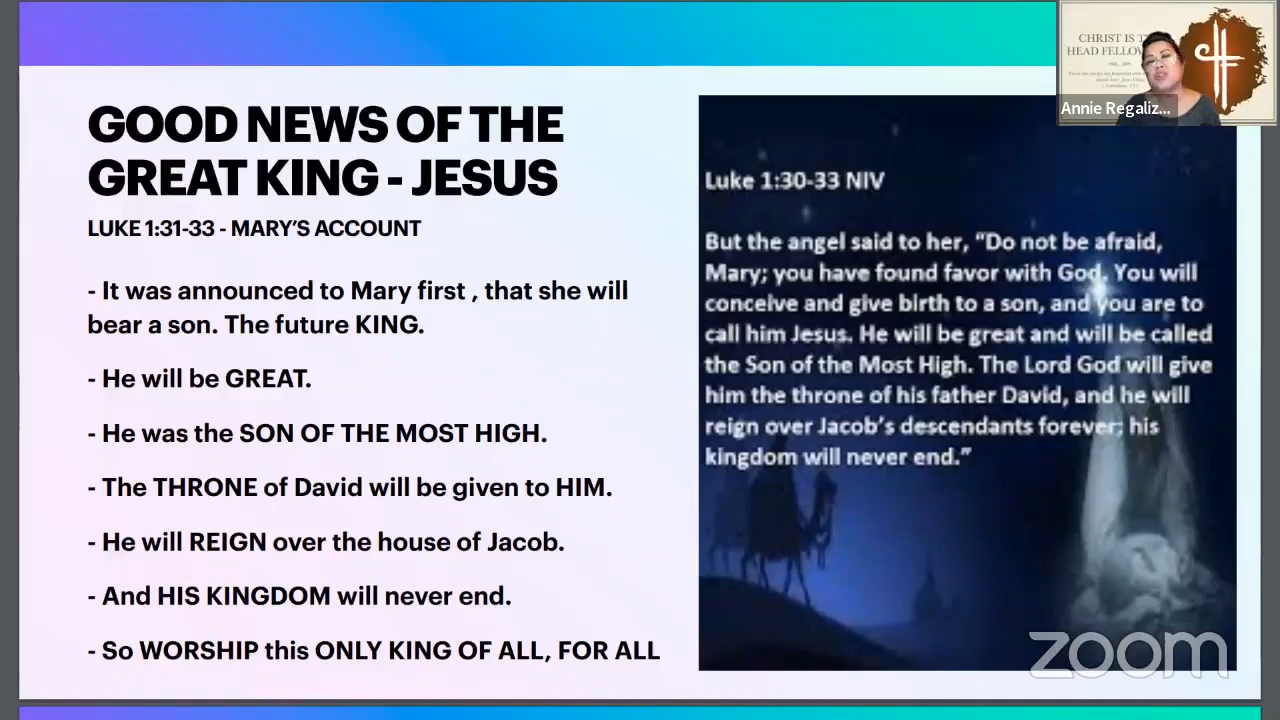 GOOD NEWS OF THE
GREAT KING - JESUS
LUKE 1:31-33 - MARY'S ACCOUNT
- It was announced to Mary first , that she will
bear a son. The future KING.
- He will be GREAT.
- He was the SON OF THE MOST HIGH.
- The THRONE of David will be given to HIM.
- He will REIGN over the house of Jacob.
- And HIS KINGDOM will never end.
- So WORSHIP this ONLY KING OF ALL, FOR ALL
Luke 1:30-33 NIV
But the angel said to her, “Do not be afraid,
Mary; you have found favor with God. You will
conceive and give birth to a son, and you are to
call him Jesus. He will be great and will be called
the Son of the Most High. The Lord God will give
him the throne of his father David, and he will
reign over Jacob’s descendants forever; his
kingdom will never end.”
CHRIST IS
HEAD
Annie Regaliz...
zoom